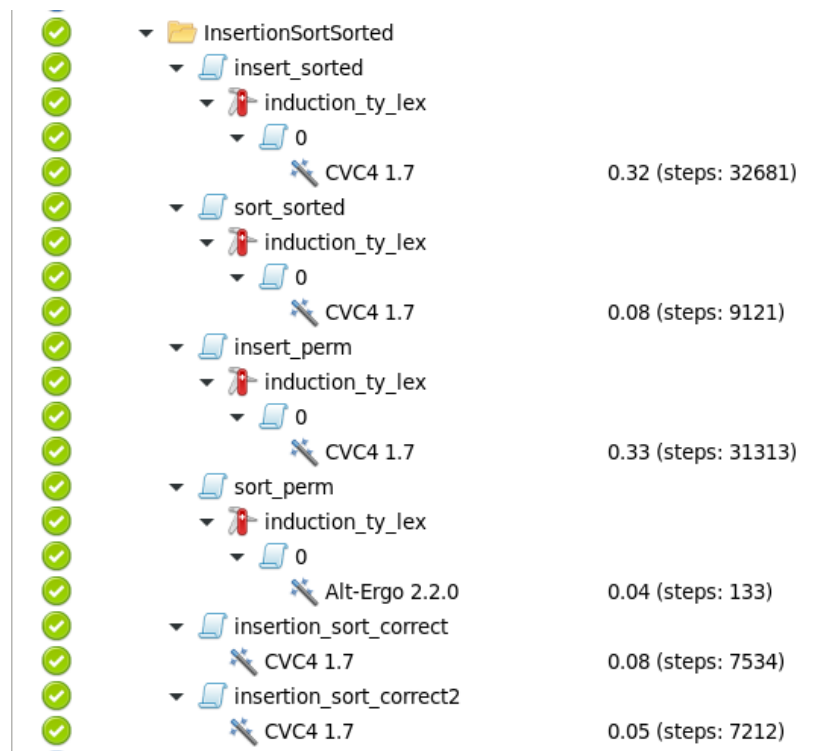 InsertionSortSorted
insert_sorted
induction_ty_lex
0
CVC4 1.7 0.32 (steps: 32681)
sort_sorted
induction_ty_lex
0
CVC4 1.7 0.08 (steps: 9121)
insert_perm
induction_ty_lex
0
CVC4 1.7 0.33 (steps: 31313)
sort_perm
induction_ty_lex
0
Alt-Ergo 2.2.0 0.04 (steps: 133)
insertion_sort_correct
CVC4 1.7 0.08 (steps: 7534)
insertion_sort_correct2
CVC4 1.7 0.05 (steps: 7212)